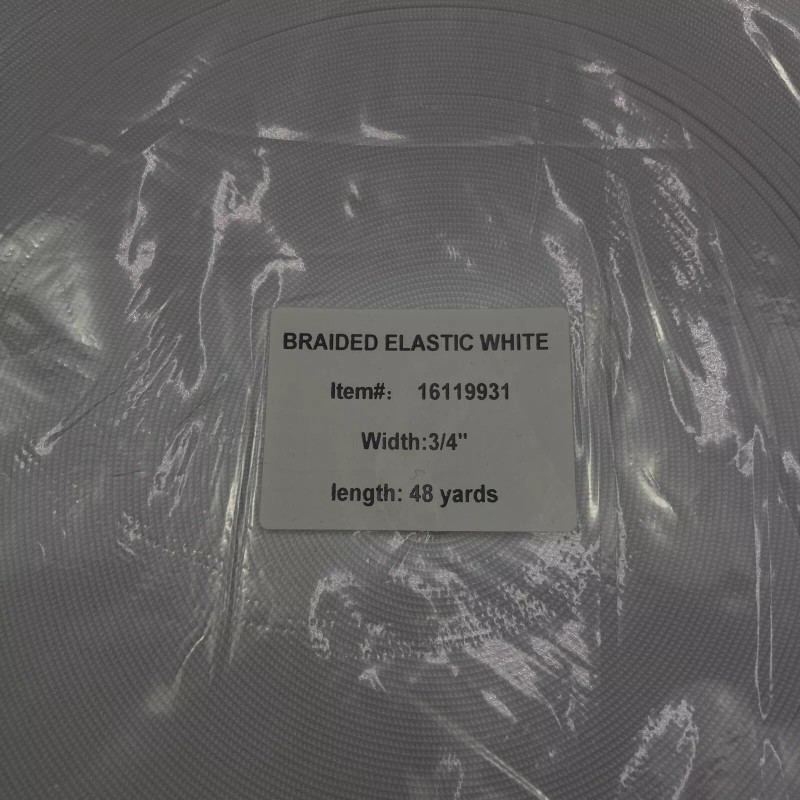 BRAIDED ELASTIC WHITE
Item#: 16119931
Width:3/4"
length: 48 yards